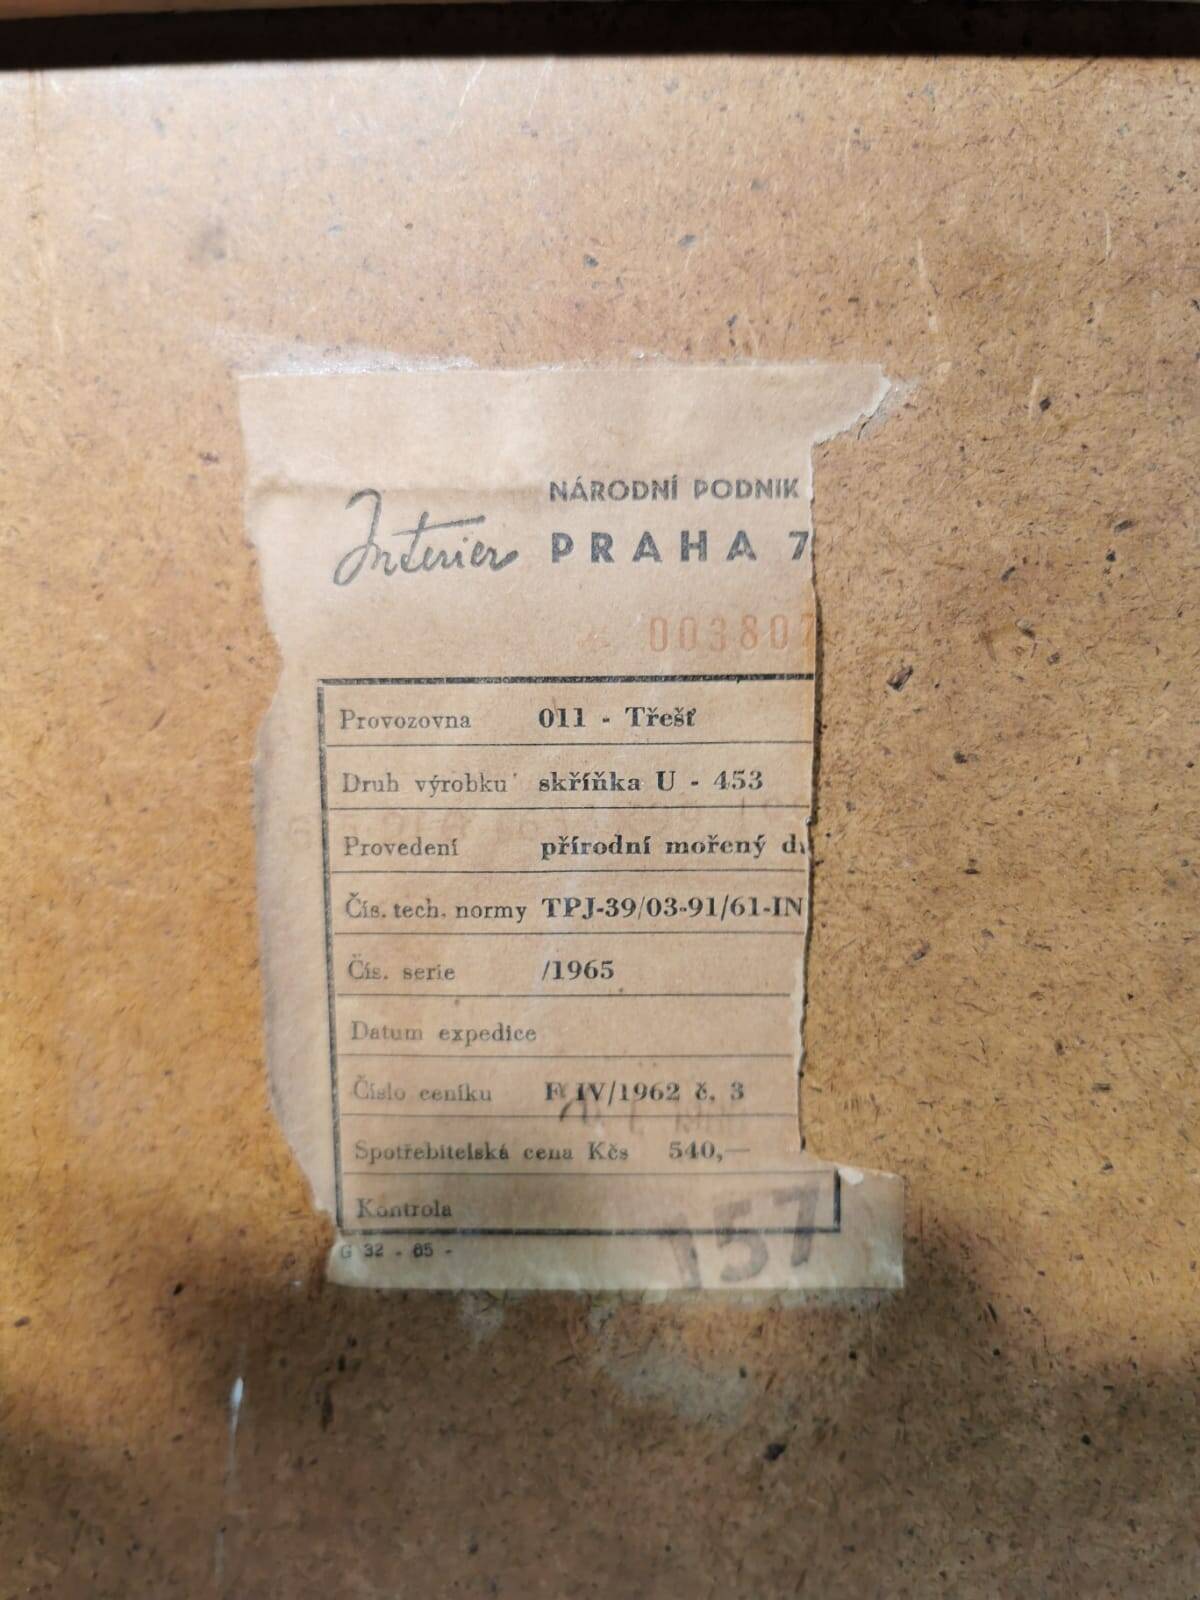 Interier NÁRODNÍ PODNIK
PRAHA 7
003807
Provozovna 011 - Třešť
Druh výrobku skříňka U - 453
Provedení přírodní mořený
Čís. tech. normy TPJ-39/03-91/61-IN
Čís. serie /1965
Datum expedice
Číslo ceníku F IV/1962 č. 3
Spotřebitelská cena Kčs 540,—
Kontrola 157
G 32 - 65 -